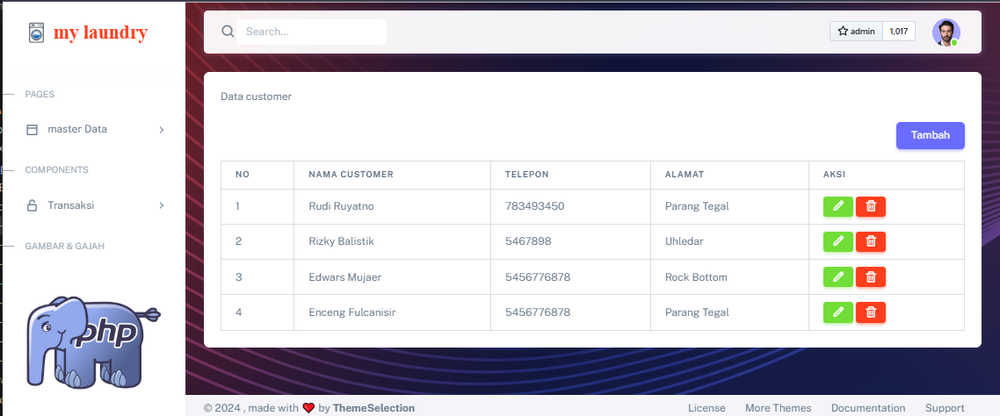 my laundry
PAGES
master Data
COMPONENTS
Transaksi
GAMBAR & GAJAH
php
Search...
admin 1,017
Data customer
Tambah
NO NAMA CUSTOMER TELEPON ALAMAT AKSI
1 Rudi Ruyatno 783493450 Parang Tegal
2 Rizky Balistik 5467898 Uhledar
3 Edwars Mujaer 5456776878 Rock Bottom
4 Enceng Fulcanisir 5456776878 Parang Tegal
© 2024 , made with ❤️ by ThemeSelection
License More Themes Documentation Support